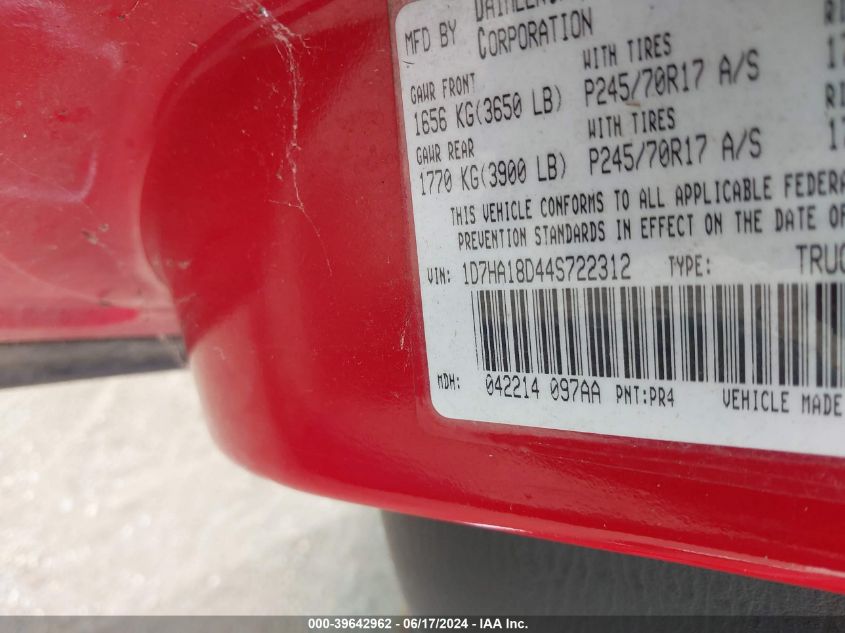 MFD BY
CORPORATION
GAWR FRONT WITH TIRES
1656 KG(3650 LB) P245/70R17 A/S
GAWR REAR WITH TIRES
1770 KG(3900 LB) P245/70R17 A/S
THIS VEHICLE CONFORMS TO ALL APPLICABLE
PREVENTION STANDARDS IN EFFECT ON THE DATE OF
VIN: 1D7HA18D44S722312 TYPE:
MDH: 042214 097AA PNT:PR4 VEHICLE MADE
000-39642962 - 06/17/2024 - IAA Inc.